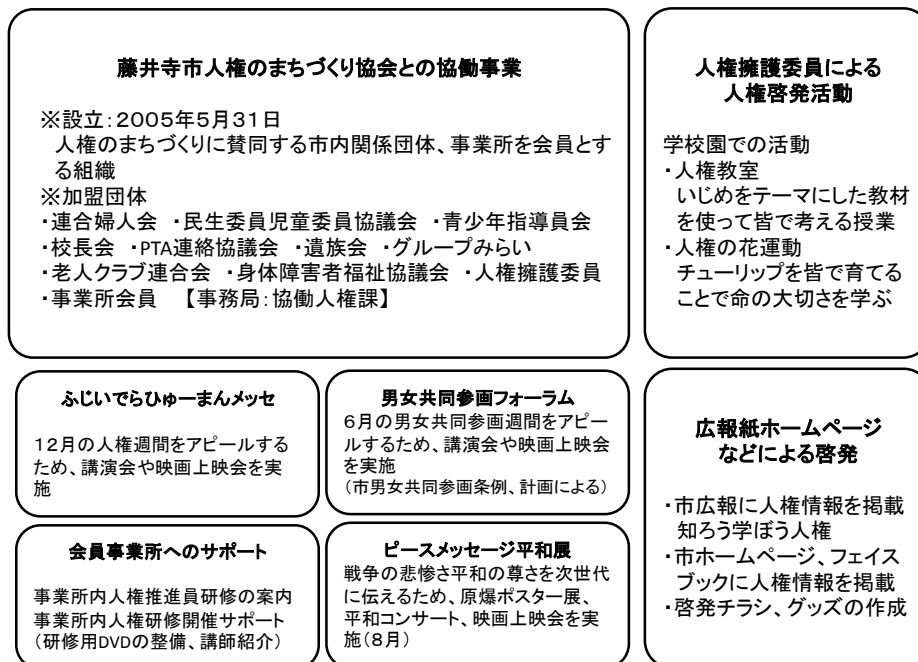 藤井寺市人権のまちづくり協会との協働事業
※設立：２００５年５月３１日
人権のまちづくりに賛同する市内関係団体、事業所を会員とす
る組織
※加盟団体
・連合婦人会　・民生委員児童委員協議会　・青少年指導員会
・校長会　・PTA連絡協議会　・遺族会　・グループみらい
・老人クラブ連合会　・身体障害者福祉協議会　・人権擁護委員
・事業所会員　【事務局：協働人権課】
人権擁護委員による
人権啓発活動
学校園での活動
・人権教室
いじめをテーマにした教材
を使って皆で考える授業
・人権の花運動
チューリップを皆で育てる
ことで命の大切さを学ぶ
ふじいでらひゅーまんメッセ
１２月の人権週間をアピールする
ため、講演会や映画上映会を実
施
男女共同参画フォーラム
６月の男女共同参画週間をアピー
ルするため、講演会や映画上映会
を実施
（市男女共同参画条例、計画による）
会員事業所へのサポート
事業所内人権推進員研修の案内
事業所内人権研修開催サポート
（研修用DVDの整備、講師紹介）
ピースメッセージ平和展
戦争の悲惨さ平和の尊さを次世代
に伝えるため、原爆ポスター展、
平和コンサート、映画上映会を実
施（８月）
広報紙ホームページ
などによる啓発
・市広報に人権情報を掲載
知ろう学ぼう人権
・市ホームページ、フェイス
ブックに人権情報を掲載
・啓発チラシ、グッズの作成